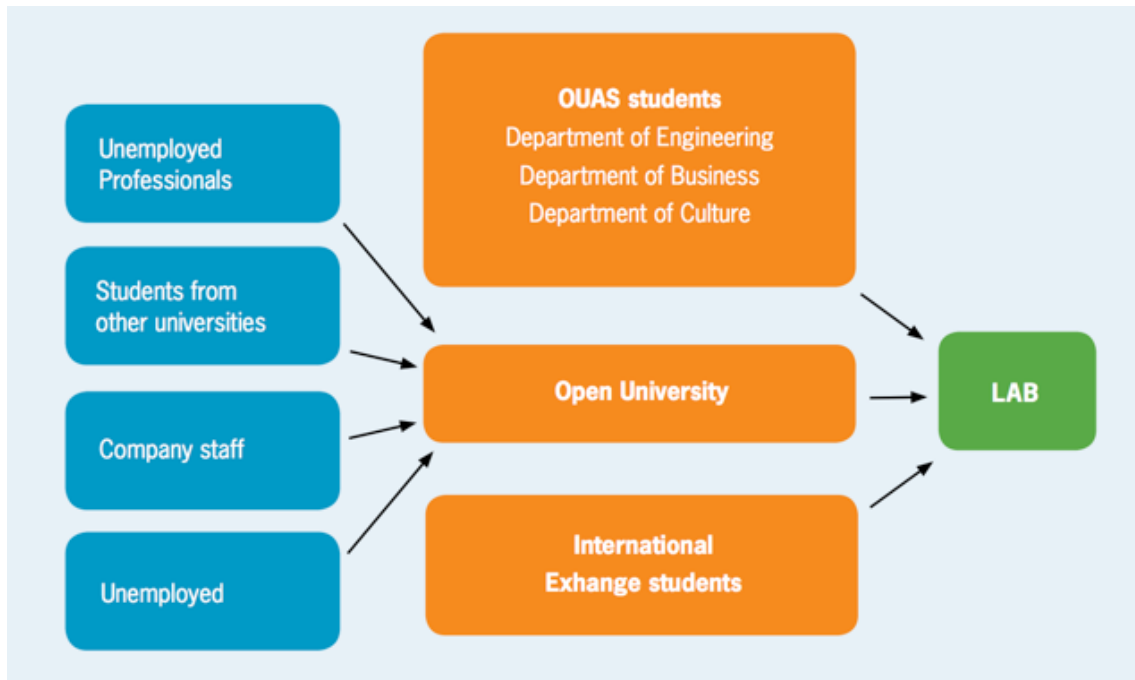 Unemployed
Professionals
Students from
other universities
Company staff
Unemployed
OUAS students
Department of Engineering
Department of Business
Department of Culture
Open University
International
Exhange students
LAB